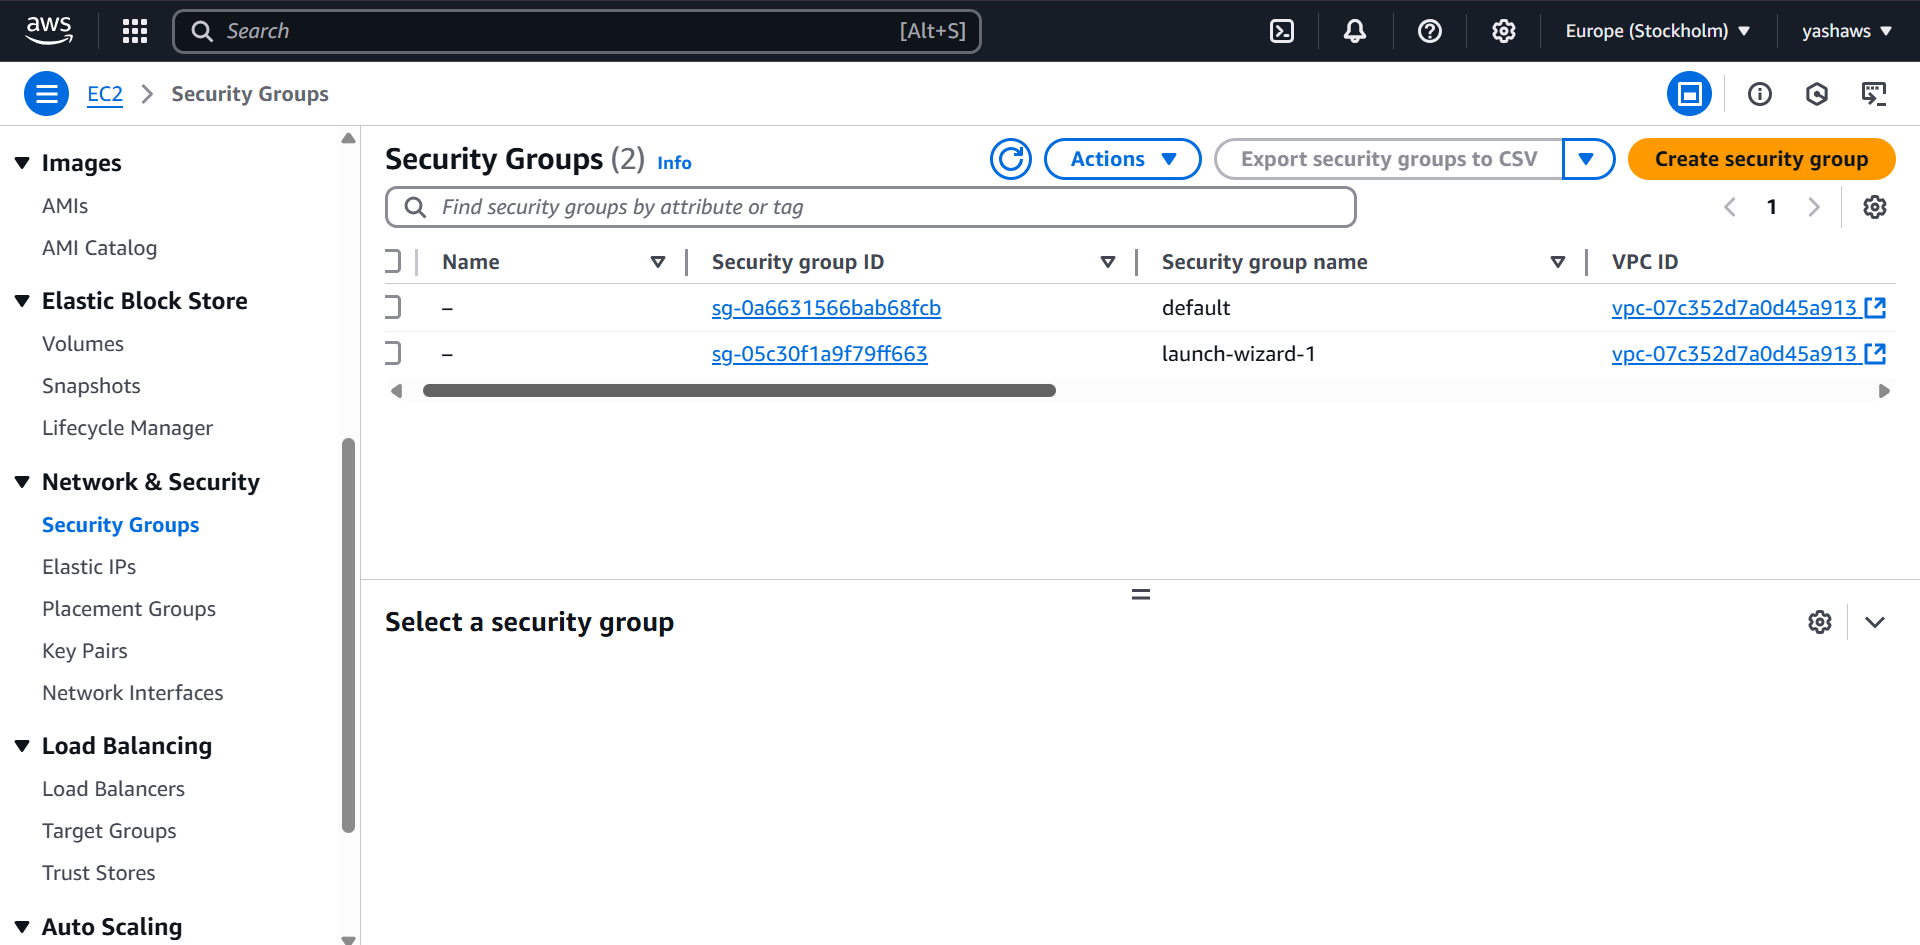 aws
Search [Alt+S]
Europe (Stockholm)
yashaws
EC2 Security Groups
Images
AMIs
AMI Catalog
Elastic Block Store
Volumes
Snapshots
Lifecycle Manager
Network & Security
Security Groups
Elastic IPs
Placement Groups
Key Pairs
Network Interfaces
Load Balancing
Load Balancers
Target Groups
Trust Stores
Auto Scaling
Security Groups (2) Info
Actions
Export security groups to CSV
Create security group
Find security groups by attribute or tag
1
Name Security group ID Security group name VPC ID
– sg-0a6631566bab68fcb default vpc-07c352d7a0d45a913
– sg-05c30f1a9f79ff663 launch-wizard-1 vpc-07c352d7a0d45a913
Select a security group